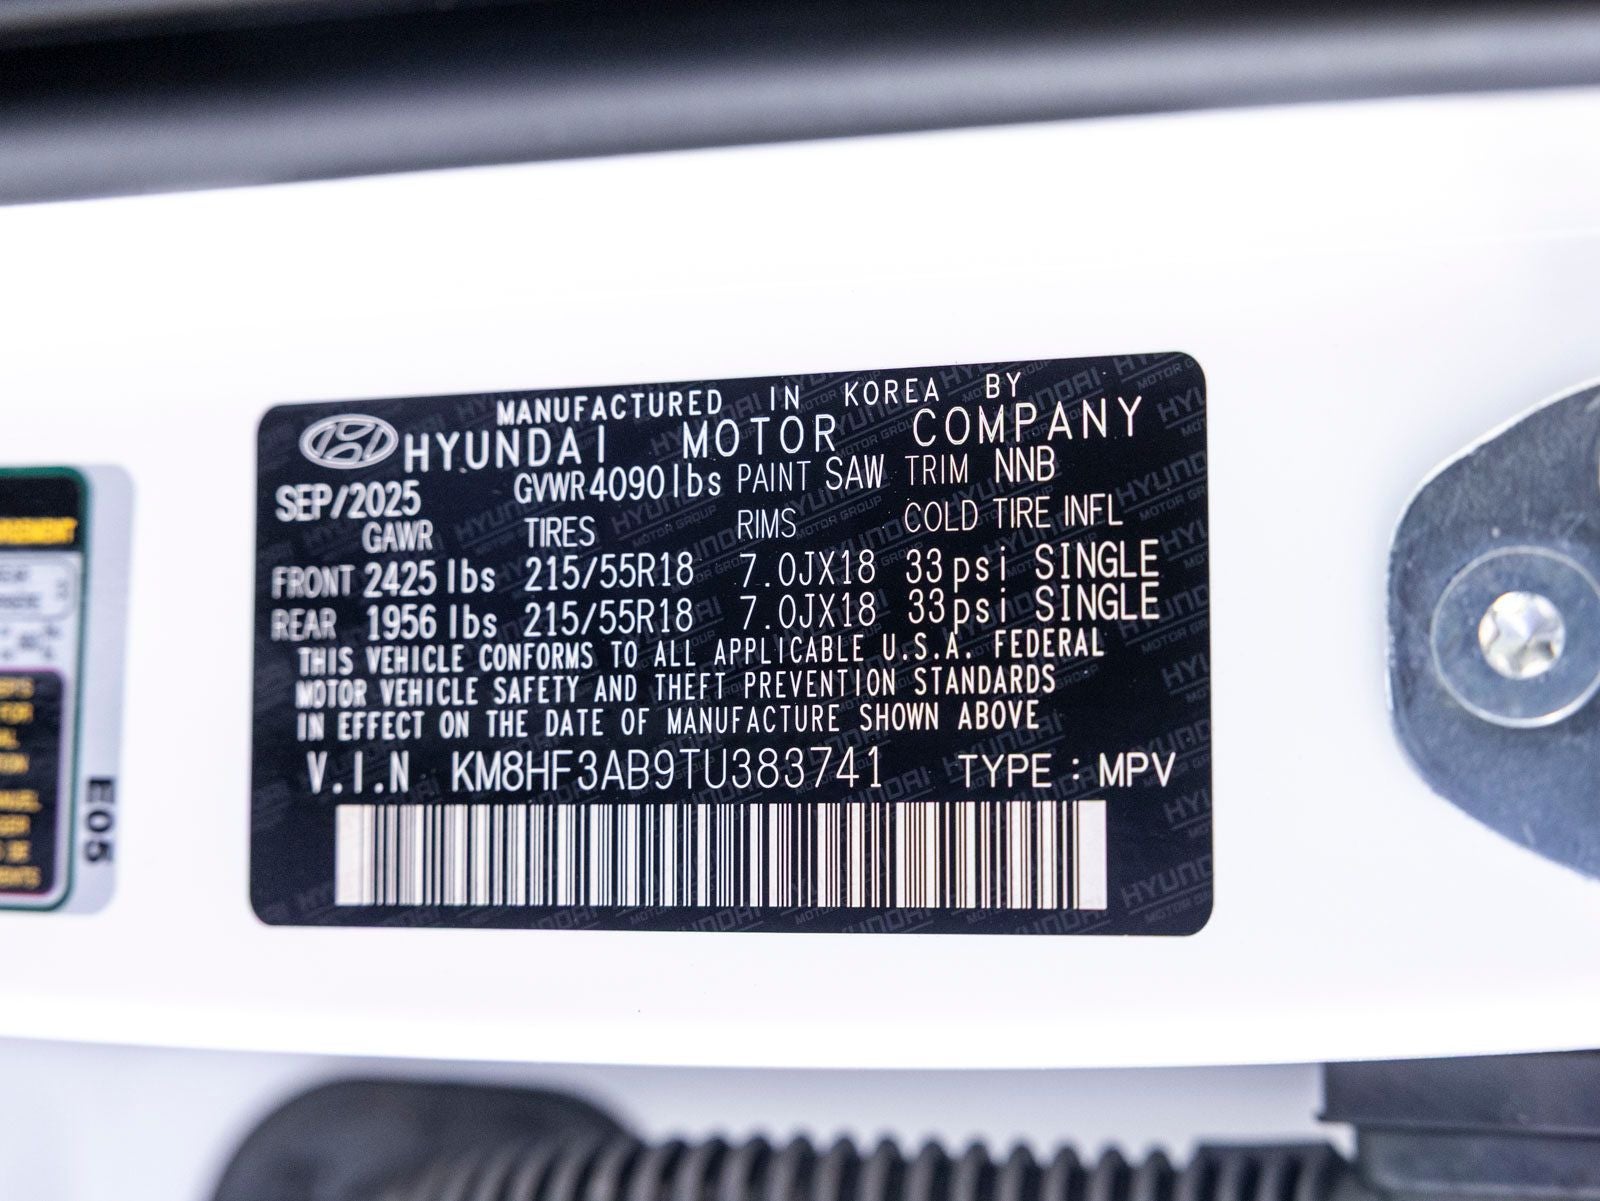 MANUFACTURED IN KOREA BY
HYUNDAI MOTOR COMPANY
SEP/2025 GVWR 4090 lbs PAINT SAW TRIM NNB
GAWR TIRES RIMS COLD TIRE INFL
FRONT 2425 lbs 215/55R18 7.0JX18 33psi SINGLE
REAR 1956 lbs 215/55R18 7.0JX18 33psi SINGLE
THIS VEHICLE CONFORMS TO ALL APPLICABLE U.S.A. FEDERAL
MOTOR VEHICLE SAFETY AND THEFT PREVENTION STANDARDS
IN EFFECT ON THE DATE OF MANUFACTURE SHOWN ABOVE
V.I.N KM8HF3AB9TU383741 TYPE : MPV
E05